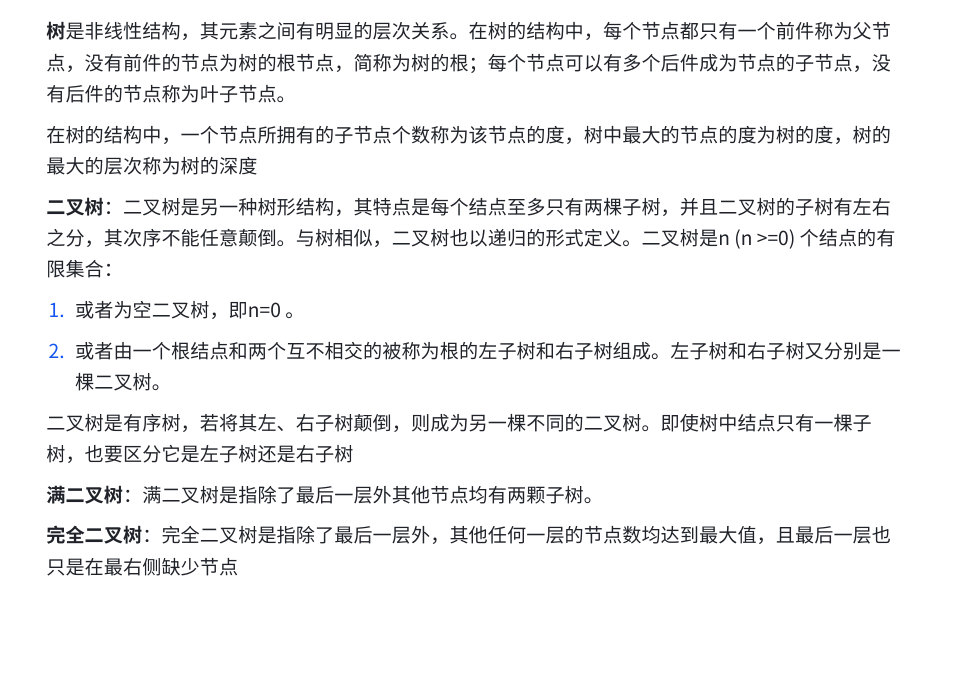 树是非线性结构，其元素之间有明显的层次关系。在树的结构中，每个节点都只有一个前件称为父节
点，没有前件的节点为树的根节点，简称为树的根；每个节点可以有多个后件成为节点的子节点，没
有后件的节点称为叶子节点。
在树的结构中，一个节点所拥有的子节点个数称为该节点的度，树中最大的节点的度为树的度，树的
最大的层次称为树的深度
二叉树：二叉树是另一种树形结构，其特点是每个结点至多只有两棵子树，并且二叉树的子树有左右
之分，其次序不能任意颠倒。与树相似，二叉树也以递归的形式定义。二叉树是n (n >=0) 个结点的有
限集合：
1. 或者为空二叉树，即n=0 。
2. 或者由一个根结点和两个互不相交的被称为根的左子树和右子树组成。左子树和右子树又分别是一
棵二叉树。
二叉树是有序树，若将其左、右子树颠倒，则成为另一棵不同的二叉树。即使树中结点只有一棵子
树，也要区分它是左子树还是右子树
满二叉树：满二叉树是指除了最后一层外其他节点均有两颗子树。
完全二叉树：完全二叉树是指除了最后一层外，其他任何一层的节点数均达到最大值，且最后一层也
只是在最右侧缺少节点